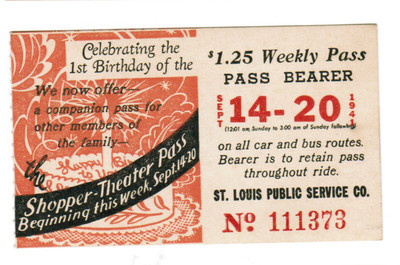 Celebrating the
1st Birthday of the
We now offer—
a companion pass for
other members of
the family—
the
Shopper-Theater Pass
Beginning this Week, Sept. 14-20
$1.25 Weekly Pass
PASS BEARER
SEPT 14-20 1941
(12:01 am Sunday to 3:00 am of Sunday following)
on all car and bus routes.
Bearer is to retain pass
throughout ride.
ST. LOUIS PUBLIC SERVICE CO.
No 111373